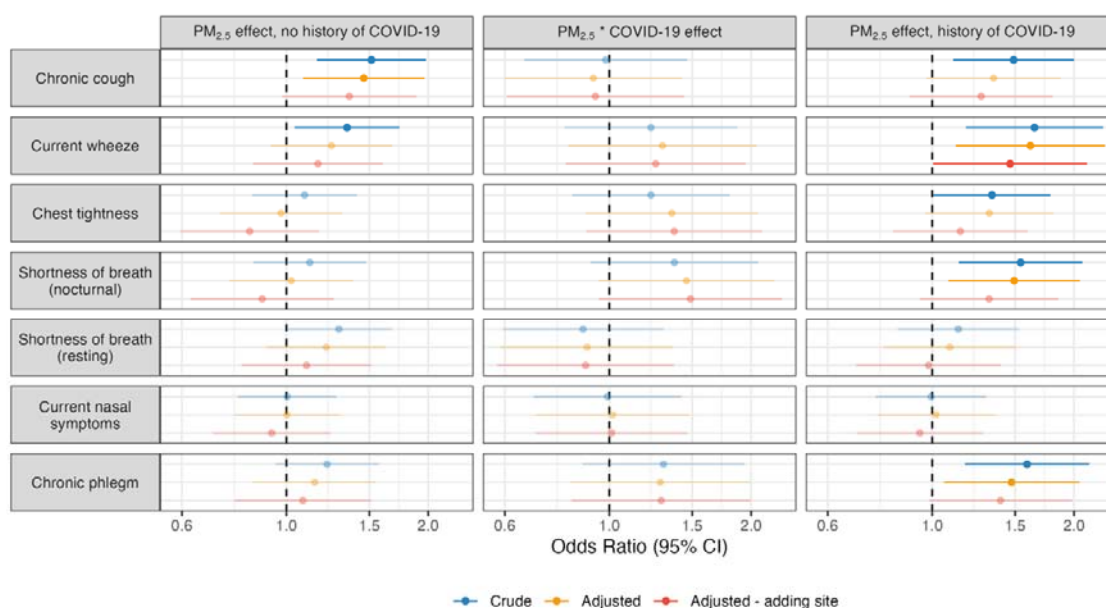 PM2.5 effect, no history of COVID-19
PM2.5 * COVID-19 effect
PM2.5 effect, history of COVID-19
Chronic cough
Current wheeze
Chest tightness
Shortness of breath
(nocturnal)
Shortness of breath
(resting)
Current nasal
symptoms
Chronic phlegm
0.6 1.0 1.5 2.0 0.6 1.0 1.5 2.0 0.6 1.0 1.5 2.0
Odds Ratio (95% CI)
Crude Adjusted Adjusted - adding site